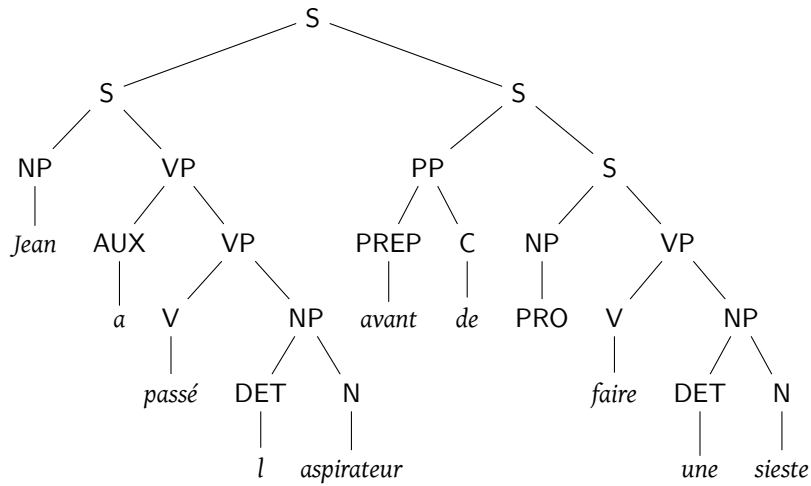 S
S S
NP VP PP S
Jean AUX VP PREP C NP VP
a V NP avant de PRO V NP
passé DET N faire DET N
l aspirateur une sieste